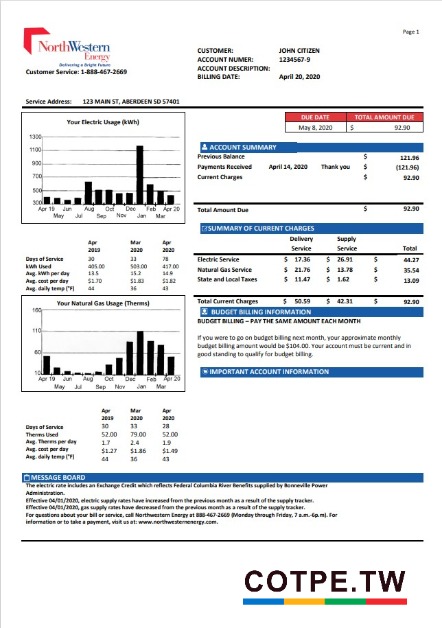 Page 1
NorthWestern
Energy
Delivering a Bright Future
Customer Service: 1-888-467-2669
CUSTOMER: JOHN CITIZEN
ACCOUNT NUMER: 1234567-9
ACCOUNT DESCRIPTION:
BILLING DATE: April 20, 2020
Service Address: 123 MAIN ST, ABERDEEN SD 57401
DUE DATE TOTAL AMOUNT DUE
May 8, 2020 $ 92.90
Your Electric Usage (kWh)
1300
1100
900
700
500
300
Apr 19 Jun Aug Oct Dec Feb Apr 20
May Jul Sep Nov Jan Mar
ACCOUNT SUMMARY
Previous Balance $ 121.96
Payments Received April 14, 2020 Thank you $ (121.96)
Current Charges $ 92.90
Total Amount Due $ 92.90
Apr Mar Apr
2019 2020 2020
Days of Service 30 33 78
kWh Used 405.00 503.00 417.00
Avg. kWh per day 13.5 15.2 14.9
Avg. cost per day $1.70 $1.83 $1.82
Avg. daily temp (°F) 44 36 43
SUMMARY OF CURRENT CHARGES
Delivery Supply
Service Service Total
Electric Service $ 17.36 $ 26.91 $ 44.27
Natural Gas Service $ 21.76 $ 13.78 $ 35.54
State and Local Taxes $ 11.47 $ 1.62 $ 13.09
Total Current Charges $ 50.59 $ 42.31 $ 92.90
Your Natural Gas Usage (Therms)
160
110
60
10
Apr 19 Jun Aug Oct Dec Feb Apr 20
May Jul Sep Nov Jan Mar
BUDGET BILLING INFORMATION
BUDGET BILLING – PAY THE SAME AMOUNT EACH MONTH
If you were to go on budget billing next month, your approximate monthly
budget billing amount would be $104.00. Your account must be current and in
good standing to qualify for budget billing.
IMPORTANT ACCOUNT INFORMATION
Apr Mar Apr
2019 2020 2020
Days of Service 30 33 28
Therms Used 52.00 79.00 52.00
Avg. Therms per day 1.7 2.4 1.9
Avg. cost per day $1.27 $1.86 $1.49
Avg. daily temp (°F) 44 36 43
MESSAGE BOARD
The electric rate includes an Exchange Credit which reflects Federal Columbia River Benefits supplied by Bonneville Power
Administration.
Effective 04/01/2020, electric supply rates have increased from the previous month as a result of the supply tracker.
Effective 04/01/2020, gas supply rates have decreased from the previous month as a result of supply tracker.
For questions about your bill or service, call Northwestern Energy at 888-467-2669 (Monday through Friday, 7 a.m.-6p.m). For
information or to take a payment, visit us at: www.northwesternenergy.com.
COTPE.TW